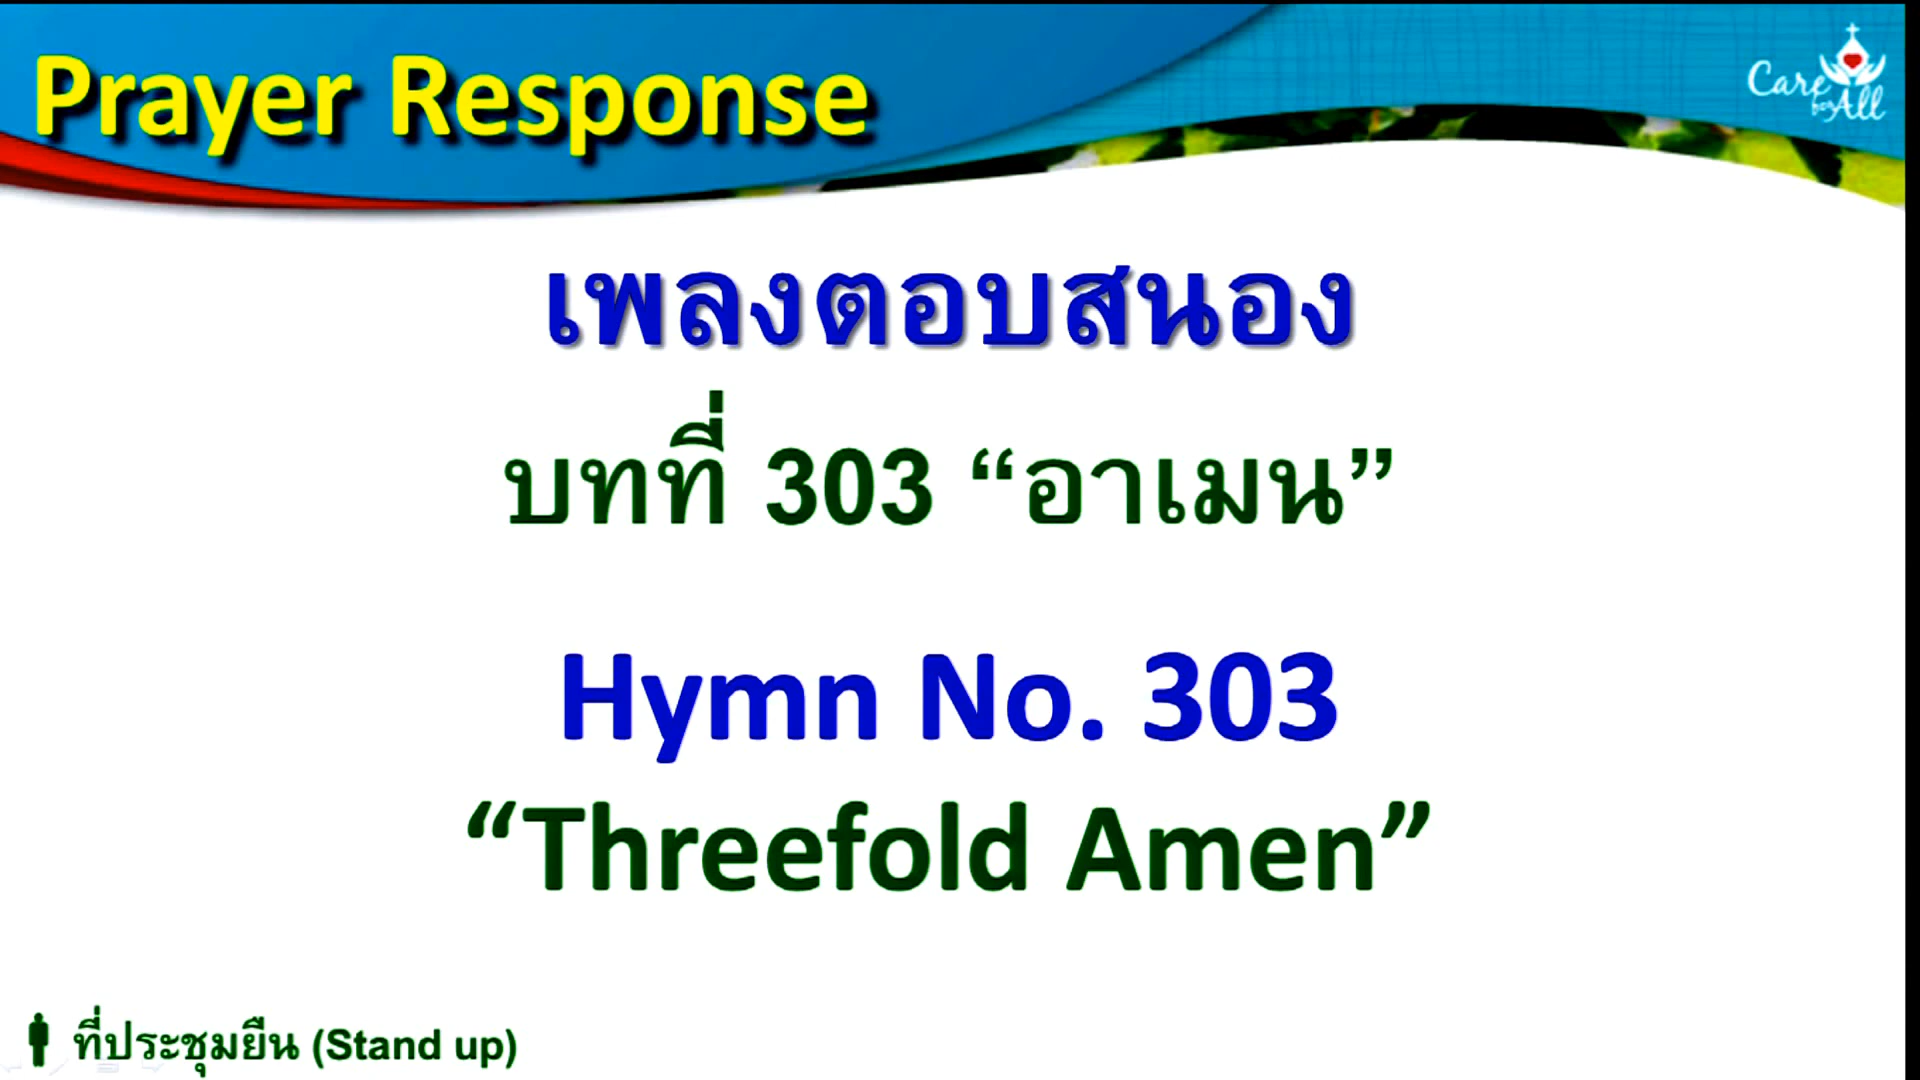 Prayer Response
Care
for All
เพลงตอบสนอง
บทที่ 303 “อาเมน”
Hymn No. 303
“Threefold Amen”
ที่ประชุมยืน (Stand up)